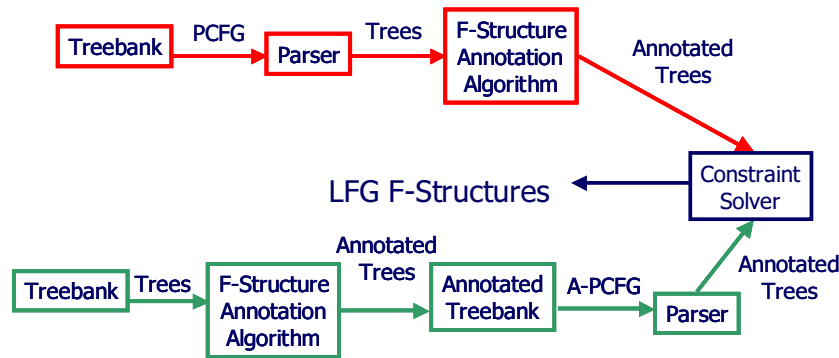 Treebank
PCFG
Parser
Trees
F-Structure
Annotation
Algorithm
Annotated
Trees
Constraint
Solver
LFG F-Structures
Treebank
Trees
F-Structure
Annotation
Algorithm
Annotated
Trees
Annotated
Treebank
A-PCFG
Parser
Annotated
Trees